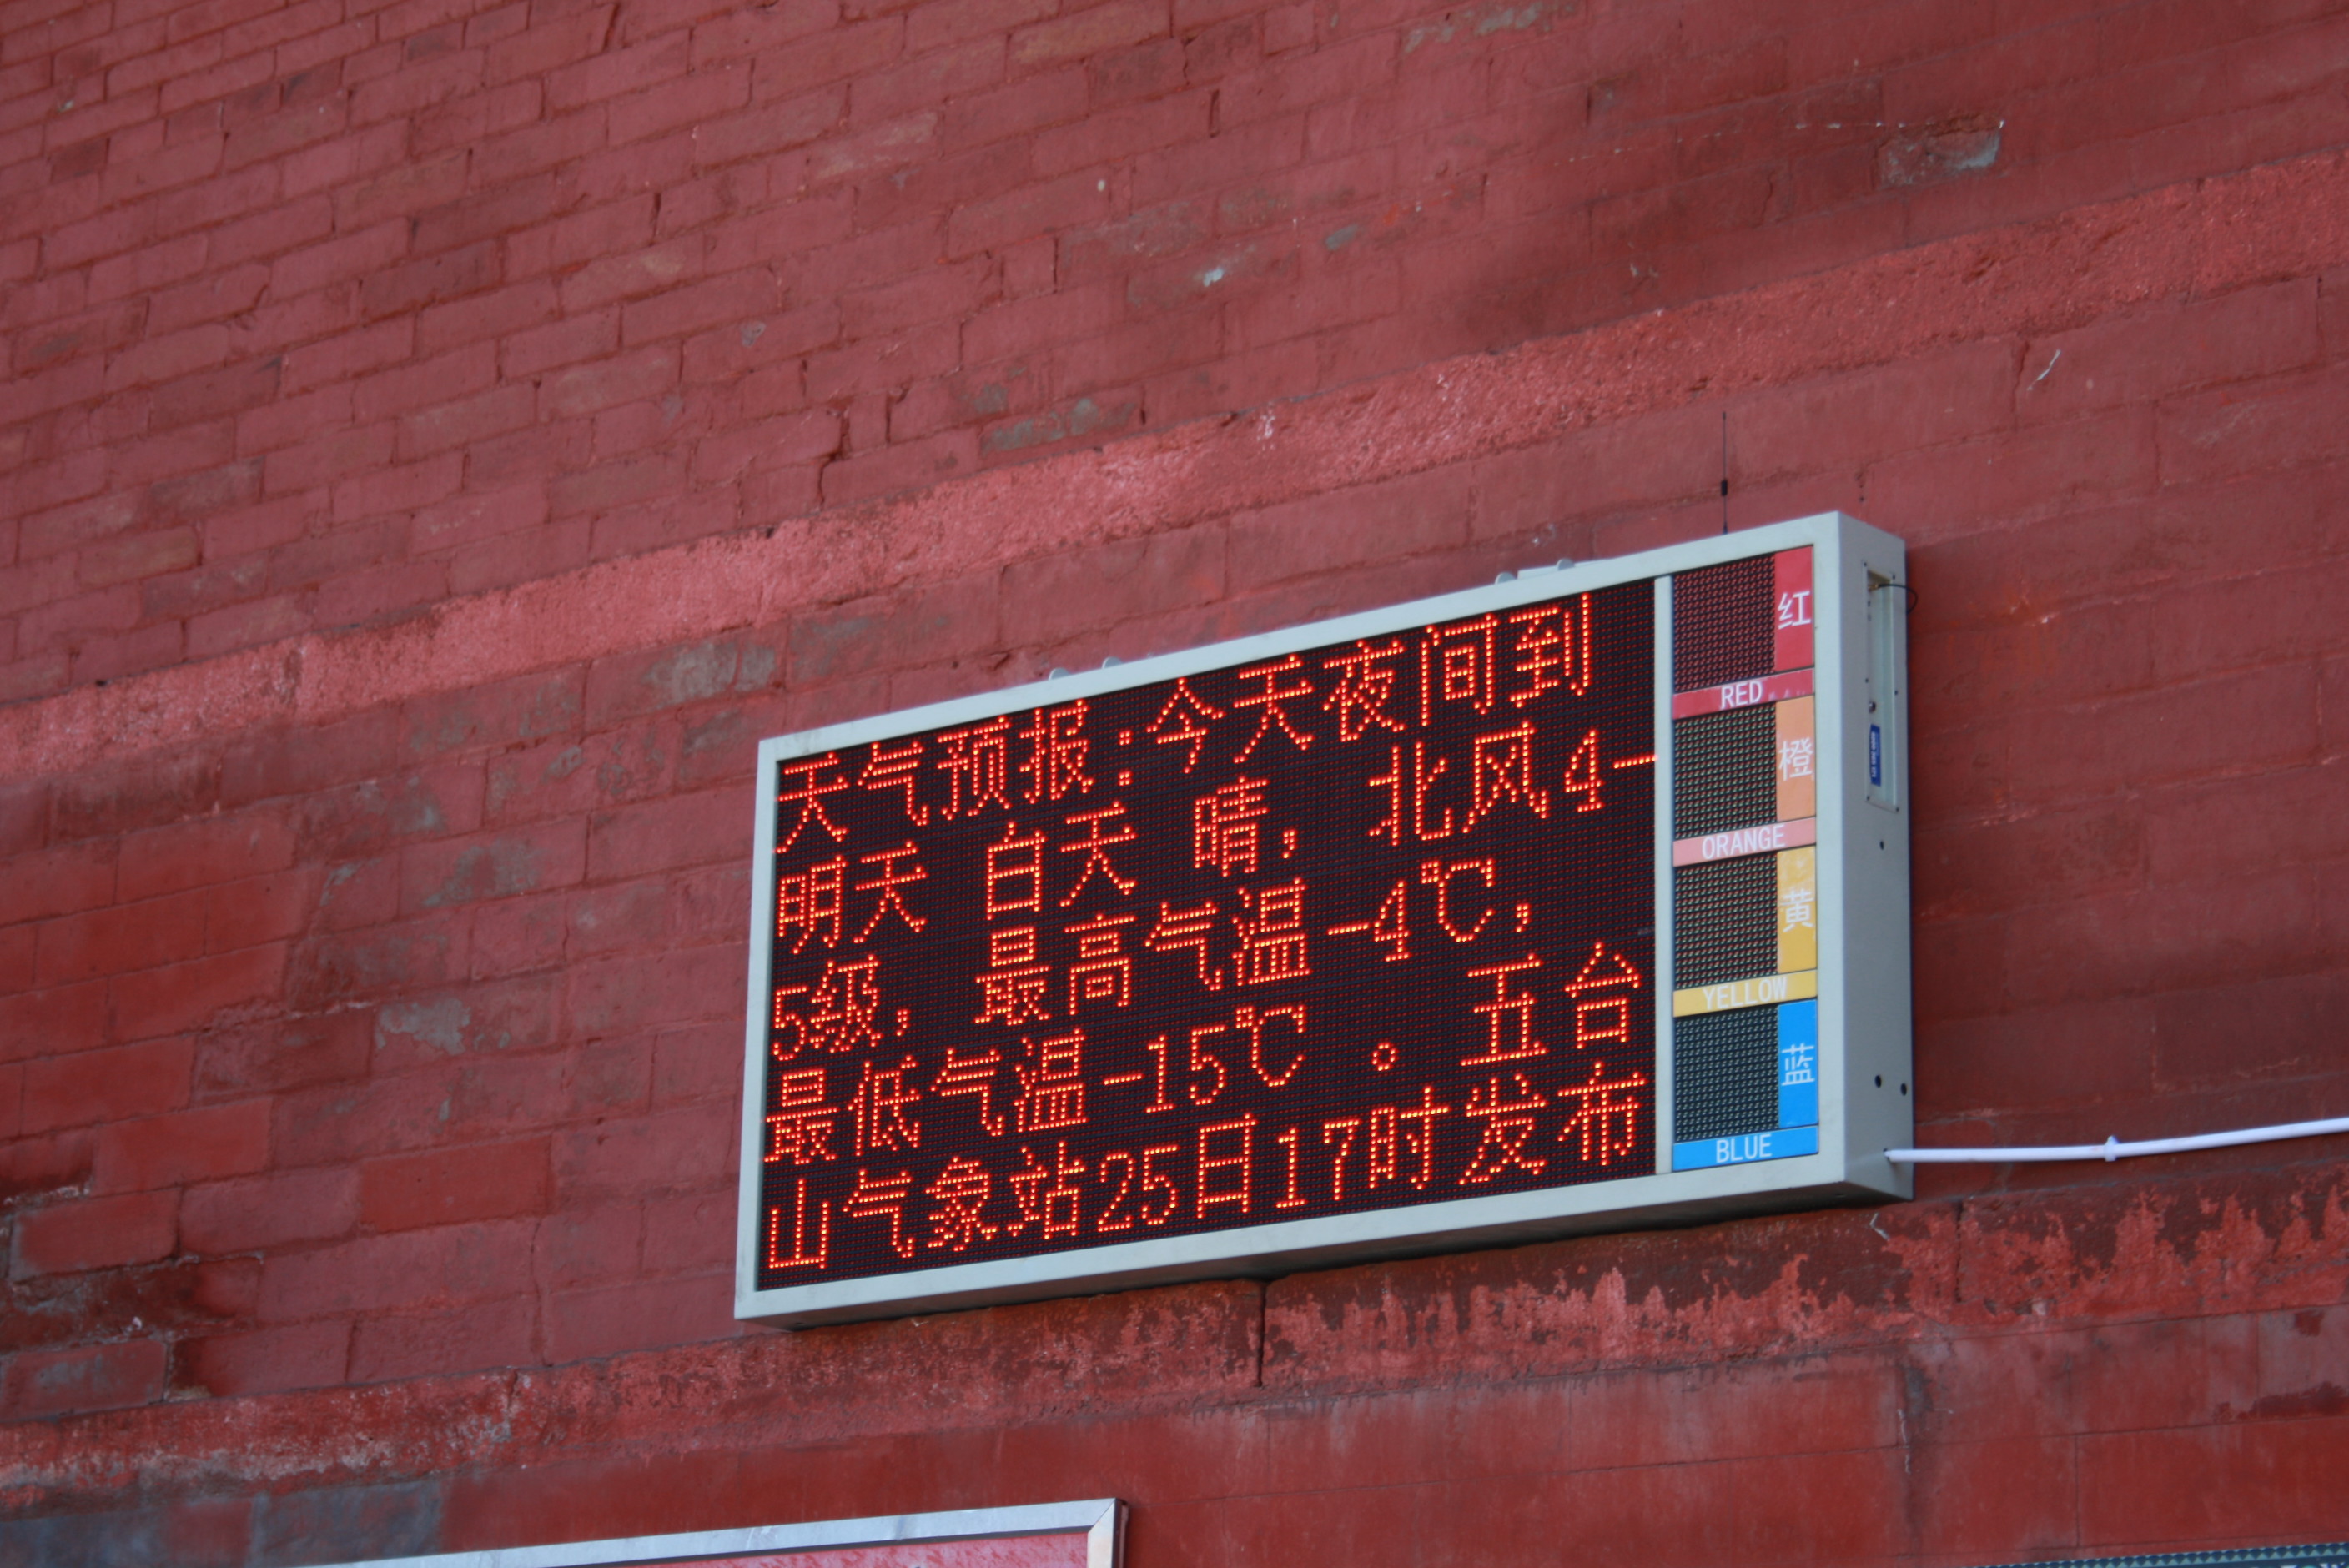 天气预报:今天夜间到
明天 白天 晴, 北风4-
5级, 最高气温-4℃,
最低气温-15℃ 。 五台
山气象站25日17时发布
红
RED
橙
ORANGE
黄
YELLOW
蓝
BLUE